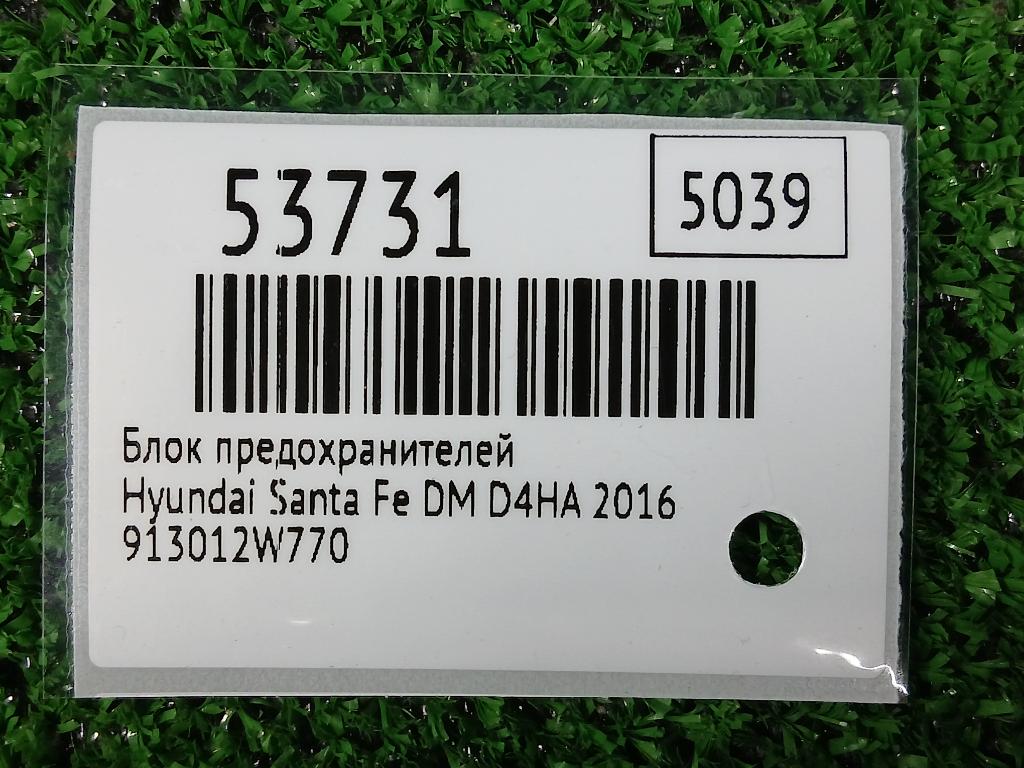 53731
5039
Блок предохранителей
Hyundai Santa Fe DM D4HA 2016
913012W770